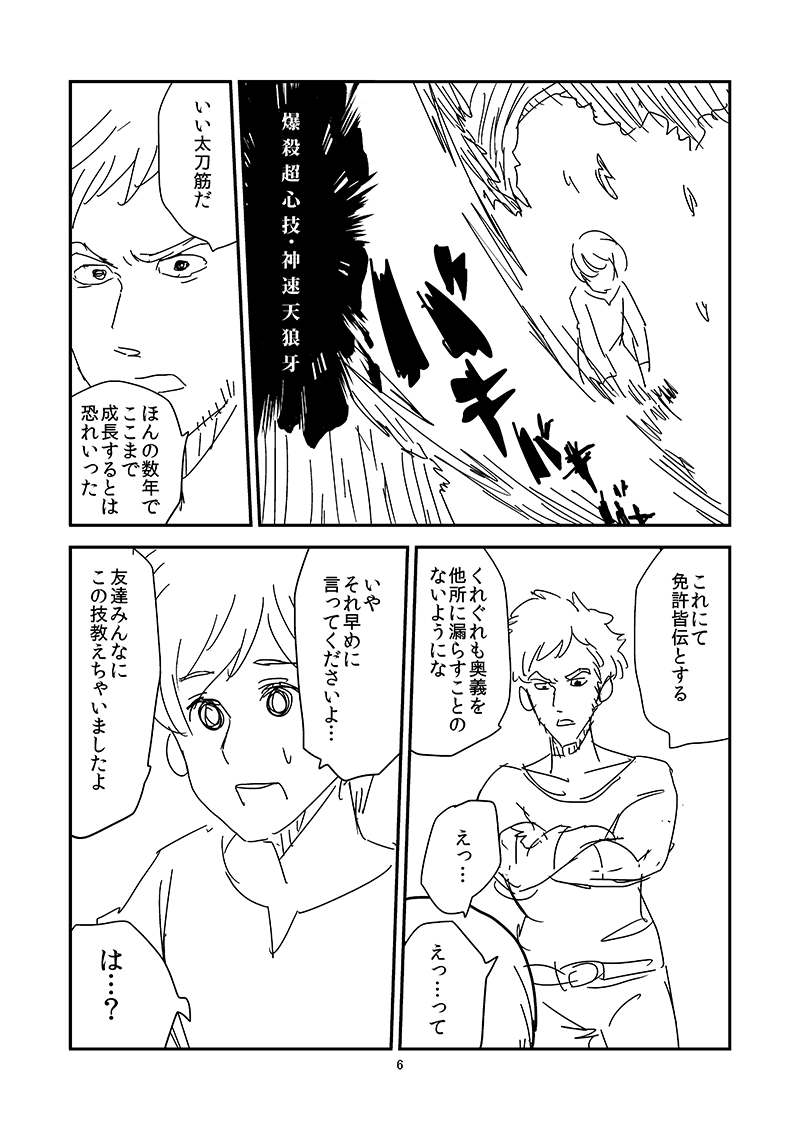 爆殺超心技・神速天狼牙
バキバキ
いい太刀筋だ
ほんの数年で
ここまで
成長するとは
恐れいった
これにて
免許皆伝とする
くれぐれも奥義を
他所に漏らすことの
ないようにな
えっ…
えっ…って
いや
それ早めに
言ってくださいよ…
友達みんなに
この技教えちゃいましたよ
は…？
6